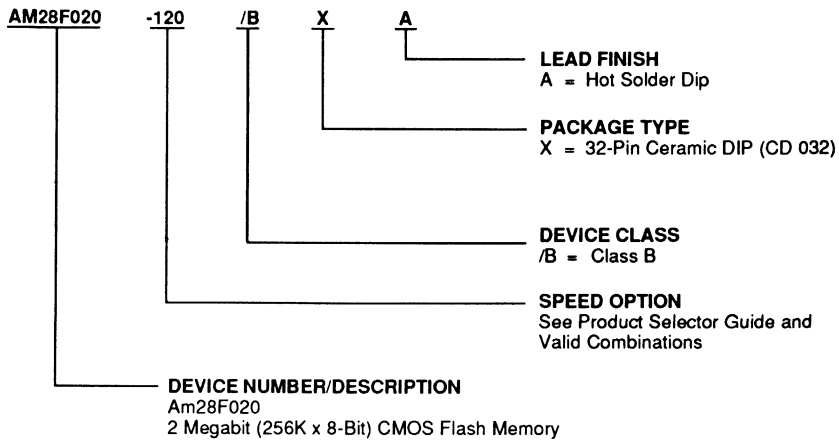 AM28F020 -120 /B X A
LEAD FINISH
A = Hot Solder Dip
PACKAGE TYPE
X = 32-Pin Ceramic DIP (CD 032)
DEVICE CLASS
/B = Class B
SPEED OPTION
See Product Selector Guide and
Valid Combinations
DEVICE NUMBER/DESCRIPTION
Am28F020
2 Megabit (256K x 8-Bit) CMOS Flash Memory